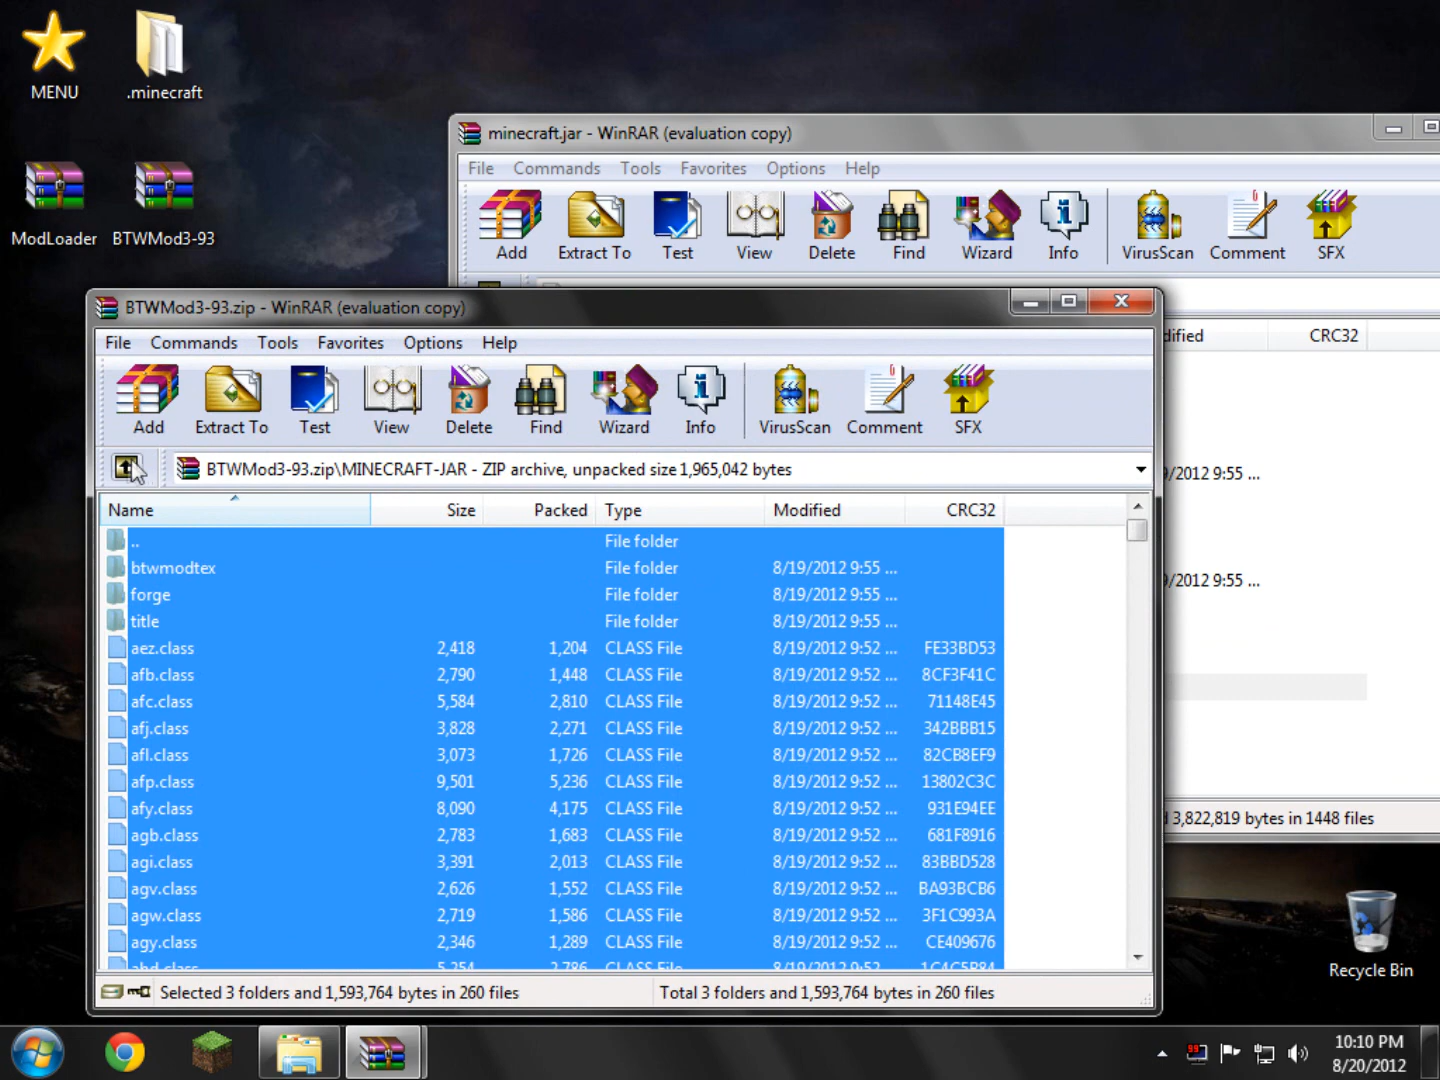 MENU
.minecraft
ModLoader
BTWMod3-93
minecraft.jar - WinRAR (evaluation copy)
File Commands Tools Favorites Options Help
Add Extract To Test View Delete Find Wizard Info VirusScan Comment SFX
CRC32
/2012 9:55 ...
/2012 9:55 ...
3,822,819 bytes in 1448 files
BTWMod3-93.zip - WinRAR (evaluation copy)
File Commands Tools Favorites Options Help
Add Extract To Test View Delete Find Wizard Info VirusScan Comment SFX
BTWMod3-93.zip\MINECRAFT-JAR - ZIP archive, unpacked size 1,965,042 bytes
Name Size Packed Type Modified CRC32
.. File folder
btwmodtex File folder 8/19/2012 9:55 ...
forge File folder 8/19/2012 9:55 ...
title File folder 8/19/2012 9:55 ...
aez.class 2,418 1,204 CLASS File 8/19/2012 9:52 ... FE33BD53
afb.class 2,790 1,448 CLASS File 8/19/2012 9:52 ... 8CF3F41C
afc.class 5,584 2,810 CLASS File 8/19/2012 9:52 ... 71148E45
afj.class 3,828 2,271 CLASS File 8/19/2012 9:52 ... 342BBB15
afl.class 3,073 1,726 CLASS File 8/19/2012 9:52 ... 82CB8EF9
afp.class 9,501 5,236 CLASS File 8/19/2012 9:52 ... 13802C3C
afy.class 8,090 4,175 CLASS File 8/19/2012 9:52 ... 931E94EE
agb.class 2,783 1,683 CLASS File 8/19/2012 9:52 ... 681F8916
agi.class 3,391 2,013 CLASS File 8/19/2012 9:52 ... 83BBD528
agv.class 2,626 1,552 CLASS File 8/19/2012 9:52 ... BA93BCB6
agw.class 2,719 1,586 CLASS File 8/19/2012 9:52 ... 3F1C993A
agy.class 2,346 1,289 CLASS File 8/19/2012 9:52 ... CE409676
Selected 3 folders and 1,593,764 bytes in 260 files
Total 3 folders and 1,593,764 bytes in 260 files
Recycle Bin
99
10:10 PM
8/20/2012